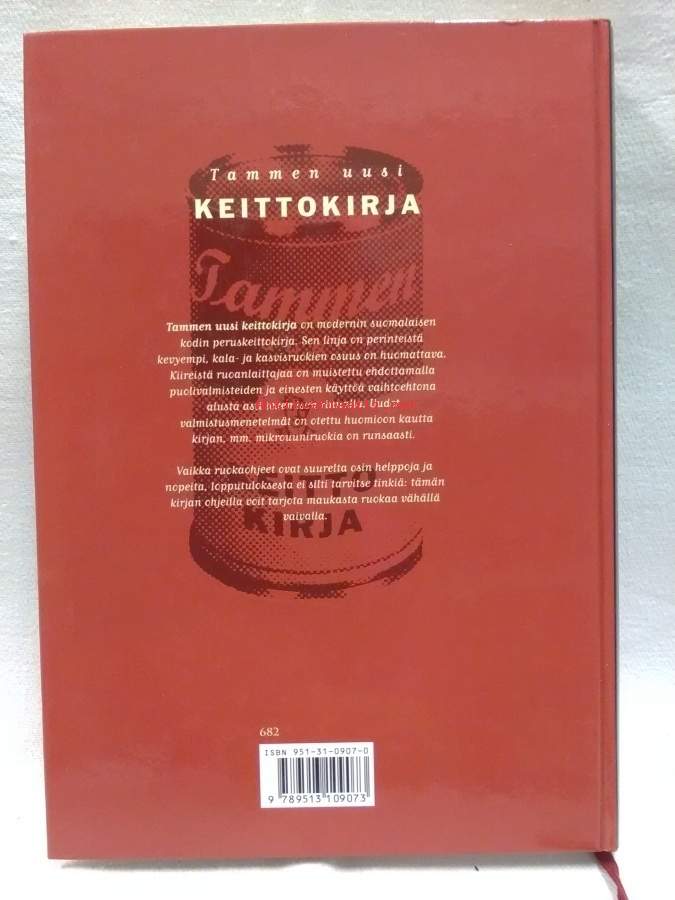 Tammen uusi
KEITTOKIRJA
Tammen
Tammen uusi keittokirja on modernin suomalaisen
kodin peruskeittokirja. Sen linja on perinteistä
kevyempi, kala- ja kasvisruokien osuus on huomattava.
Kiireistä ruoanlaittajaa on muistettu ehdottamalla
puolivalmisteiden ja einesten käyttöä vaihtoehtona
alusta asti tekemisen rinnalla. Uudet
valmistusmenetelmät on otettu huomioon kautta
kirjan, mm. mikrouuniruokia on runsaasti.
Vaikka ruokaohjeet ovat suurelta osin helppoja ja
nopeita, lopputuloksesta ei silti tarvitse tinkiä: tämän
kirjan ohjeilla voit tarjota maukasta ruokaa vähällä
vaivalla.
KIRJA
682
ISBN 951-31-0907-0
9 789513 109073